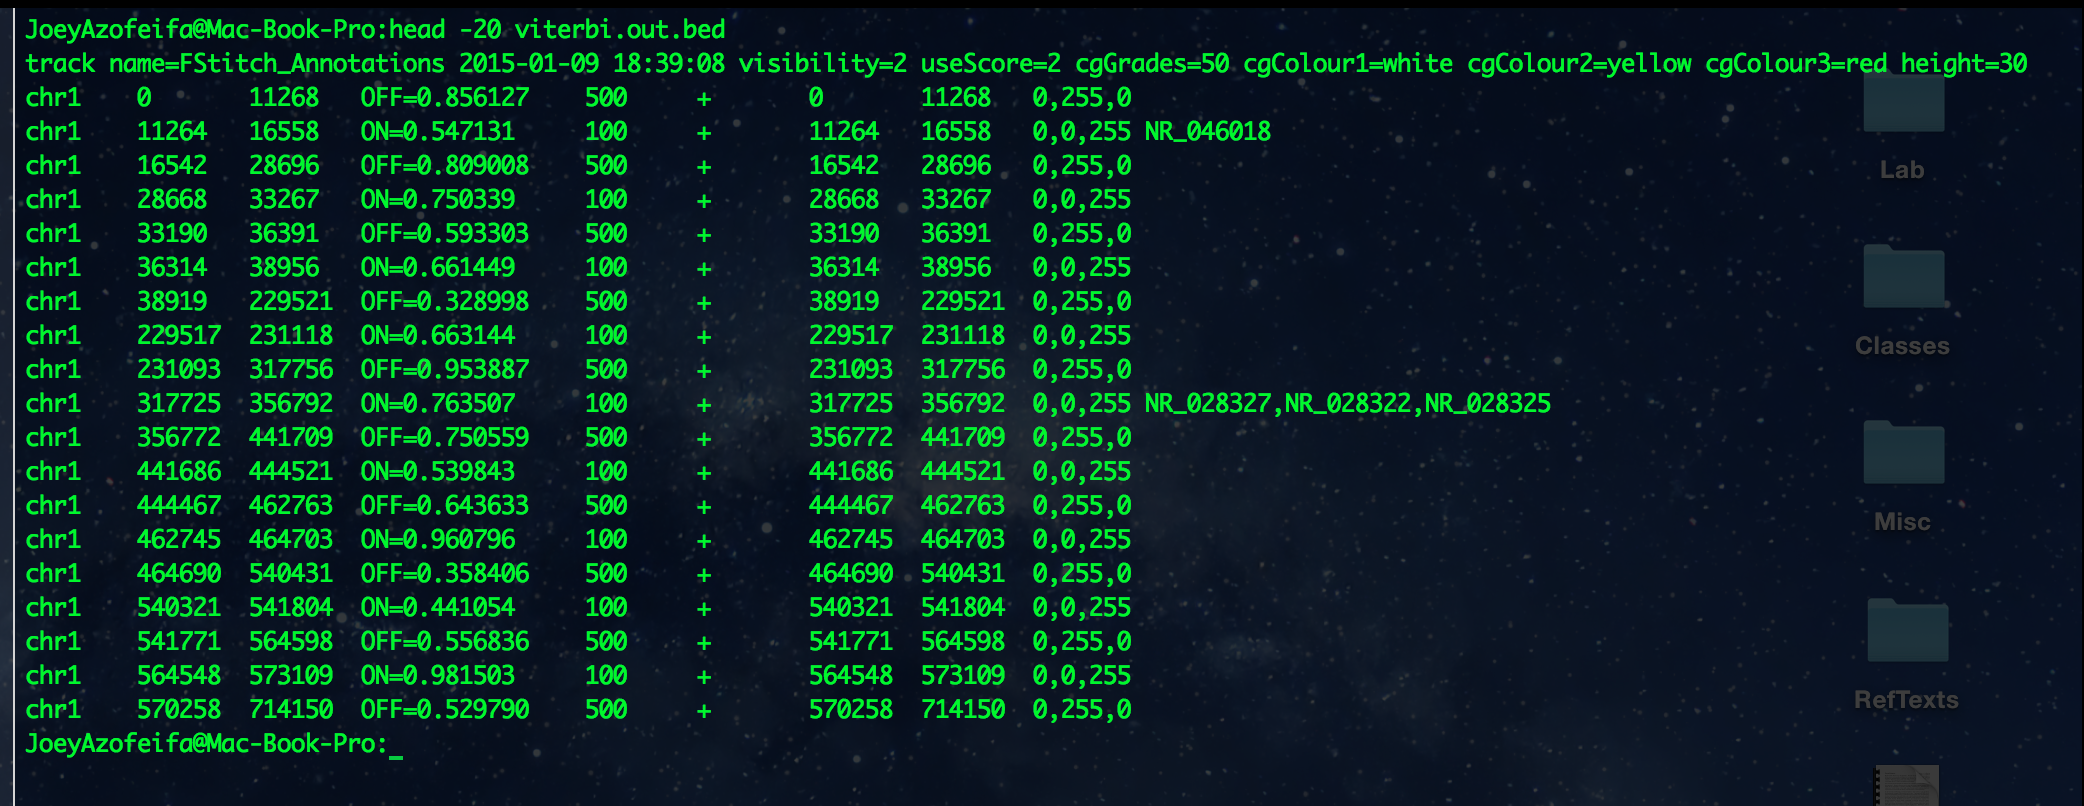 JoeyAzofeifa@Mac-Book-Pro:head -20 viterbi.out.bed
track name=FStitch_Annotations 2015-01-09 18:39:08 visibility=2 useScore=2 cgGrades=50 cgColour1=white cgColour2=yellow cgColour3=red height=30
chr1 0 11268 OFF=0.856127 500 + 0 11268 0,255,0
chr1 11264 16558 ON=0.547131 100 + 11264 16558 0,0,255 NR_046018
chr1 16542 28696 OFF=0.809008 500 + 16542 28696 0,255,0
chr1 28668 33267 ON=0.750339 100 + 28668 33267 0,0,255
chr1 33190 36391 OFF=0.593303 500 + 33190 36391 0,255,0
chr1 36314 38956 ON=0.661449 100 + 36314 38956 0,0,255
chr1 38919 229521 OFF=0.328998 500 + 38919 229521 0,255,0
chr1 229517 231118 ON=0.663144 100 + 229517 231118 0,0,255
chr1 231093 317756 OFF=0.953887 500 + 231093 317756 0,255,0
chr1 317725 356792 ON=0.763507 100 + 317725 356792 0,0,255 NR_028327,NR_028322,NR_028325
chr1 356772 441709 OFF=0.750559 500 + 356772 441709 0,255,0
chr1 441686 444521 ON=0.539843 100 + 441686 444521 0,0,255
chr1 444467 462763 OFF=0.643633 500 + 444467 462763 0,255,0
chr1 462745 464703 ON=0.960796 100 + 462745 464703 0,0,255
chr1 464690 540431 OFF=0.358406 500 + 464690 540431 0,255,0
chr1 540321 541804 ON=0.441054 100 + 540321 541804 0,0,255
chr1 541771 564598 OFF=0.556836 500 + 541771 564598 0,255,0
chr1 564548 573109 ON=0.981503 100 + 564548 573109 0,0,255
chr1 570258 714150 OFF=0.529790 500 + 570258 714150 0,255,0
JoeyAzofeifa@Mac-Book-Pro:_
Lab
Classes
Misc
RefTexts